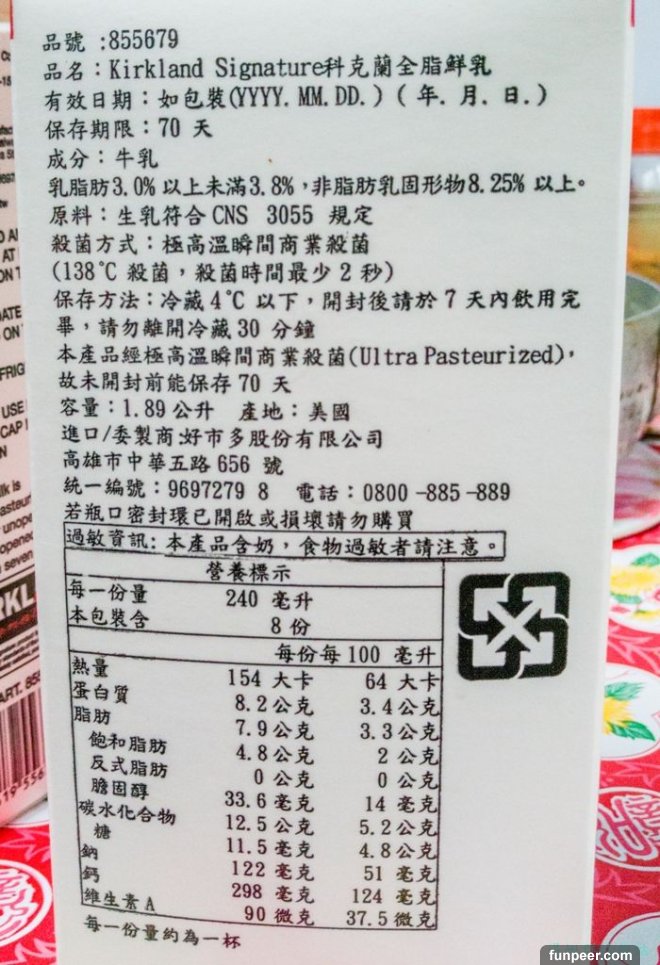 品號:855679
品名:Kirkland Signature科克蘭全脂鮮乳
有效日期:如包裝(YYYY.MM.DD.)(年.月.日.)
保存期限:70天
成分:牛乳
乳脂肪3.0%以上未滿3.8%,非脂肪乳固形物8.25%以上。
原料:生乳符合CNS 3055 規定
殺菌方式:極高溫瞬間商業殺菌
(138℃ 殺菌,殺菌時間最少2秒)
保存方法:冷藏4℃以下,開封後請於7天內飲用完
畢,請勿離開冷藏30分鐘
本產品經極高溫瞬間商業殺菌(Ultra Pasteurized),
故未開封前能保存70天
容量:1.89公升 產地:美國
進口/委製商:好市多股份有限公司
高雄市中華五路656號
統一編號:9697279 8 電話:0800-885-889
若瓶口密封環已開啟或損壞請勿購買
過敏資訊:本產品含奶,食物過敏者請注意。
營養標示
每一份量 240 毫升
本包裝含 8 份
每份每100 毫升
熱量 154 大卡 64 大卡
蛋白質 8.2公克 3.4公克
脂肪 7.9公克 3.3公克
飽和脂肪 4.8公克 2 公克
反式脂肪 0 公克 0 公克
膽固醇 33.6 毫克 14 毫克
碳水化合物 12.5 公克 5.2公克
糖 11.5毫克 4.8公克
鈉 122 毫克 51 毫克
鈣 298 毫克 124 毫克
維生素A 90 微克 37.5微克
每一份量約為一杯
funpeer.com